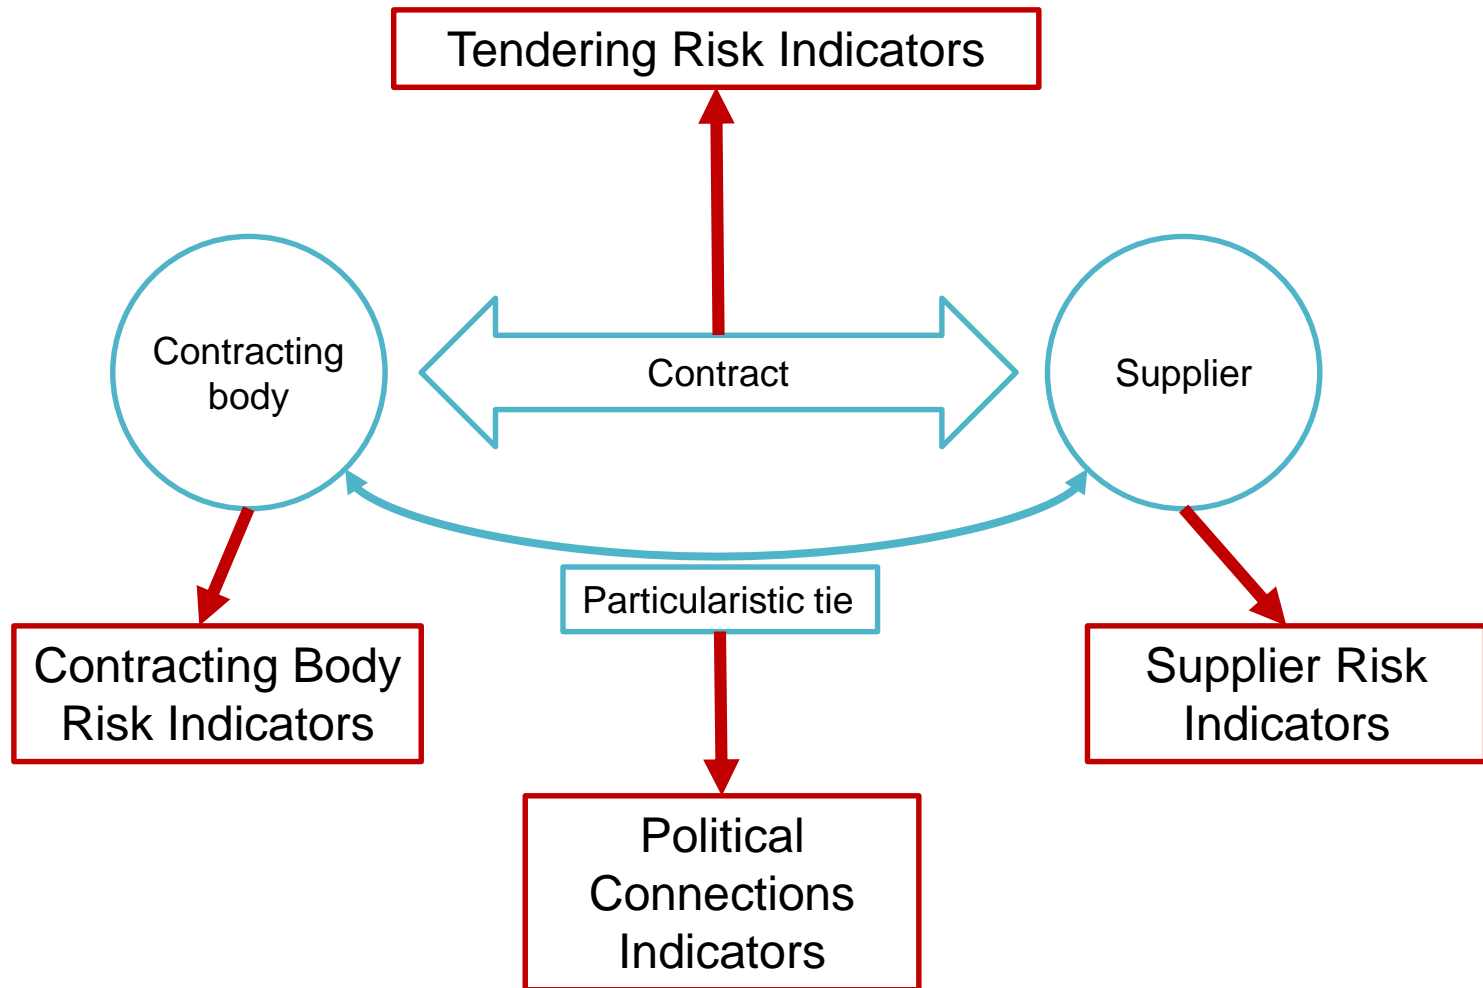 Tendering Risk Indicators
Contracting
body
Contract
Supplier
Particularistic tie
Contracting Body
Risk Indicators
Supplier Risk
Indicators
Political
Connections
Indicators